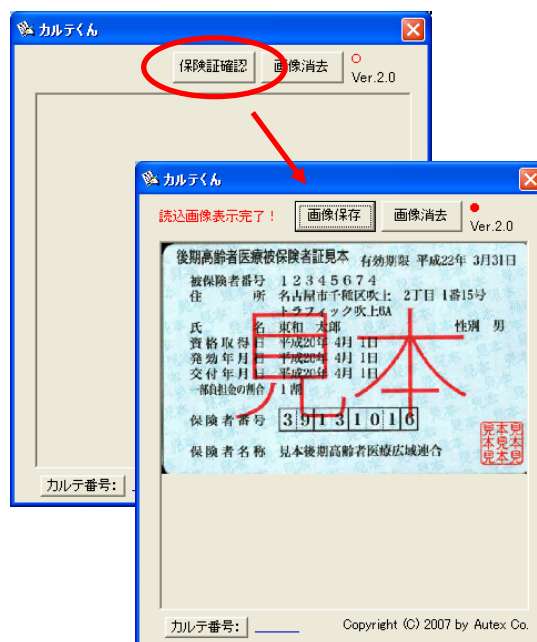 カルテくん
保険証確認
画像消去
Ver.2.0
カルテ番号:
カルテくん
読込画像表示完了！
画像保存
画像消去
Ver.2.0
後期高齢者医療被保険者証見本 有効期限 平成22年 3月31日
被保険者番号 12345674
住所 名古屋市千種区吹上 2丁目 1番15号
トラフィック吹上6A
氏名 東和 太郎 性別 男
資格取得日 平成20年 4月 1日
発効年月日 平成20年 4月 1日
交付年月日 平成20年 4月 1日
一部負担金の割合 1割
見本
保険者番号 39131016
保険者名称 見本後期高齢者医療広域連合
見本見
本見本
見本見
カルテ番号:
Copyright (C) 2007 by Autex Co.